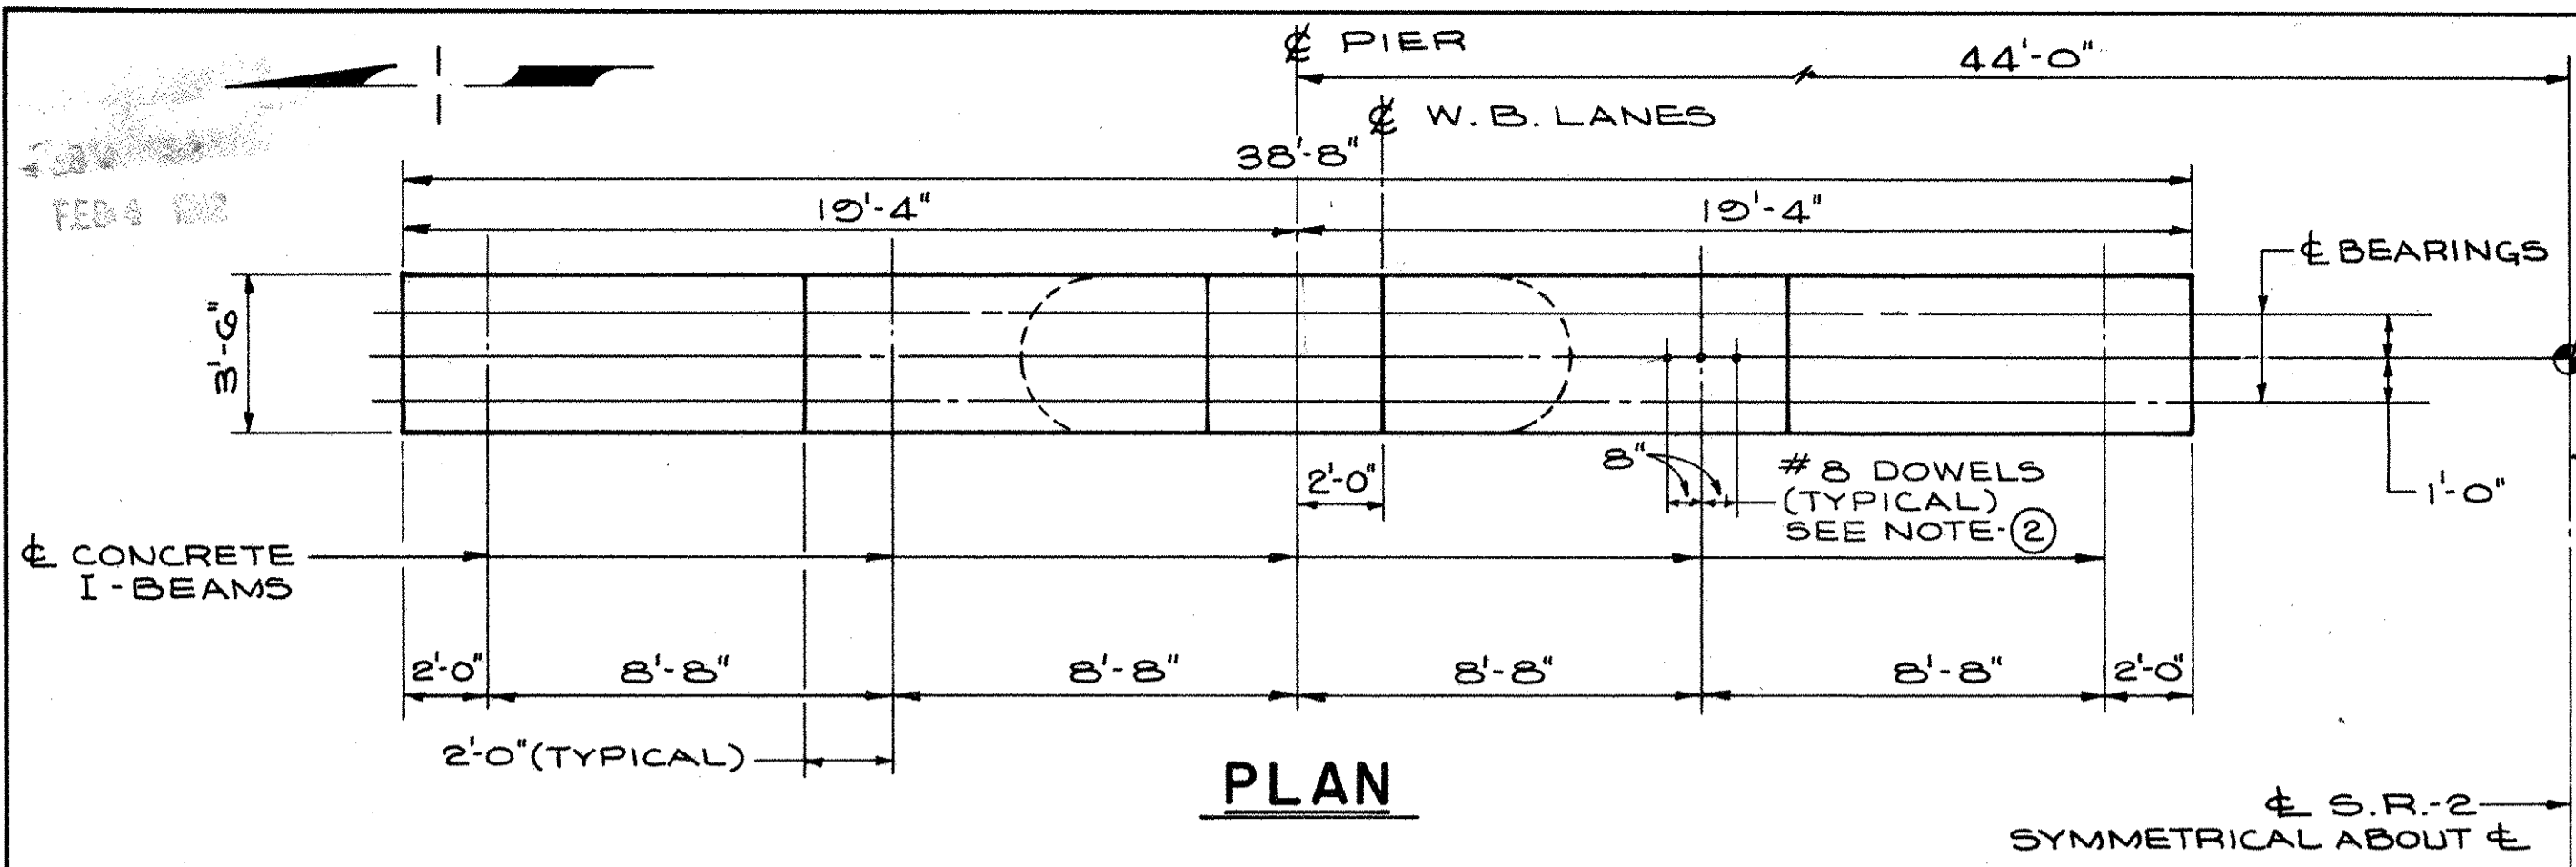 ℄ PIER
44'-0"
℄ W.B. LANES
38'-8"
19'-4"
19'-4"
FEB 4
℄ BEARINGS
3'-6"
8"
2'-0"
# 8 DOWELS
(TYPICAL)
SEE NOTE-②
1'-0"
℄ CONCRETE
I-BEAMS
2'-0"
8'-8"
8'-8"
8'-8"
8'-8"
2'-0"
2'-0" (TYPICAL)
PLAN
℄ S.R.-2
SYMMETRICAL ABOUT ℄